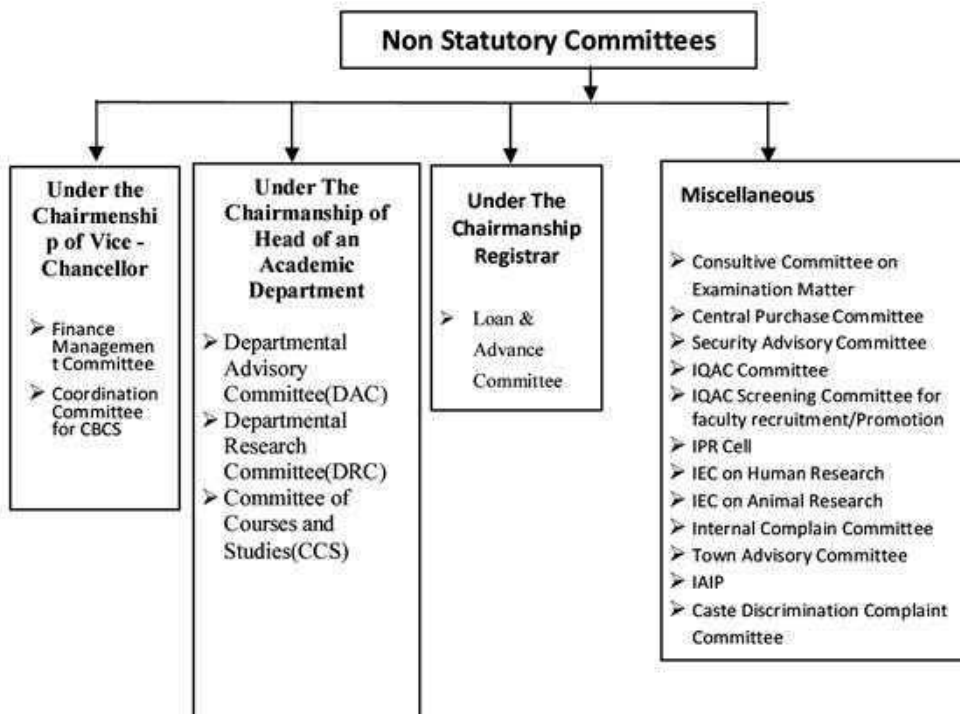 Non Statutory Committees
Under the
Chairmenshi
p of Vice -
Chancellor
➢ Finance
Managemen
t Committee
➢ Coordination
Committee
for CBCS
Under The
Chairmanship of
Head of an
Academic
Department
➢ Departmental
Advisory
Committee(DAC)
➢ Departmental
Research
Committee(DRC)
➢ Committee of
Courses and
Studies(CCS)
Under The
Chairmanship
Registrar
➢ Loan &
Advance
Committee
Miscellaneous
➢ Consultive Committee on
Examination Matter
➢ Central Purchase Committee
➢ Security Advisory Committee
➢ IQAC Committee
➢ IQAC Screening Committee for
faculty recruitment/Promotion
➢ IPR Cell
➢ IEC on Human Research
➢ IEC on Animal Research
➢ Internal Complain Committee
➢ Town Advisory Committee
➢ IAIP
➢ Caste Discrimination Complaint
Committee